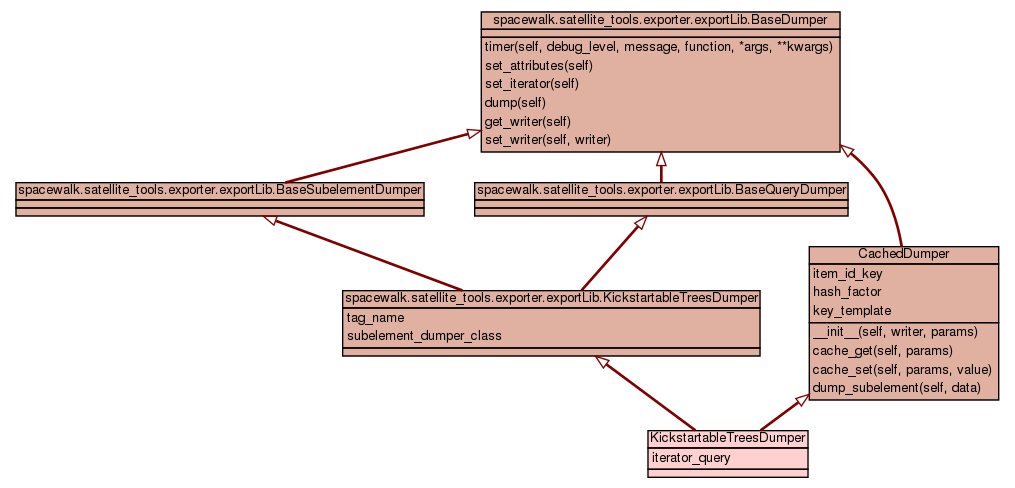 spacewalk.satellite_tools.exporter.exportLib.BaseDumper
timer(self, debug_level, message, function, *args, **kwargs)
set_attributes(self)
set_iterator(self)
dump(self)
get_writer(self)
set_writer(self, writer)
spacewalk.satellite_tools.exporter.exportLib.BaseSubelementDumper
spacewalk.satellite_tools.exporter.exportLib.BaseQueryDumper
CachedDumper
item_id_key
hash_factor
key_template
__init__(self, writer, params)
cache_get(self, params)
cache_set(self, params, value)
dump_subelement(self, data)
spacewalk.satellite_tools.exporter.exportLib.KickstartableTreesDumper
tag_name
subelement_dumper_class
KickstartableTreesDumper
iterator_query